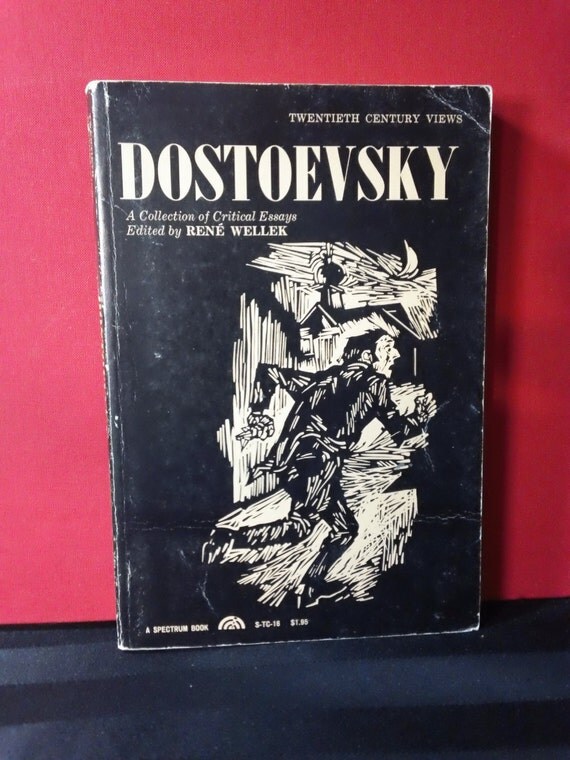 TWENTIETH CENTURY VIEWS
DOSTOEVSKY
A Collection of Critical Essays
Edited by RENÉ WELLEK
A SPECTRUM BOOK S-TC-16 $1.95